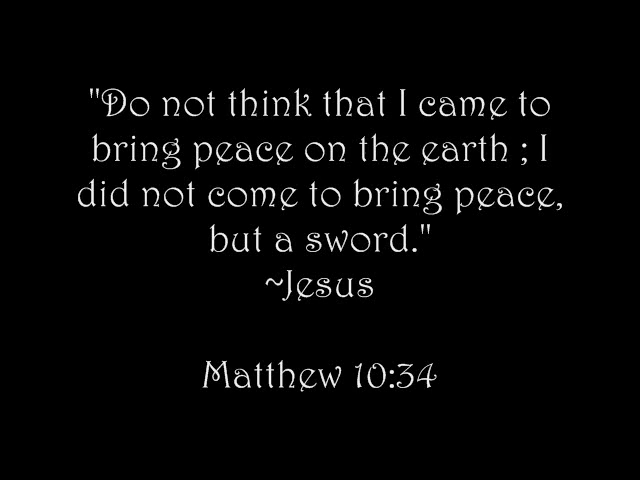 "Do not think that I came to
bring peace on the earth ; I
did not come to bring peace,
but a sword."
~Jesus
Matthew 10:34